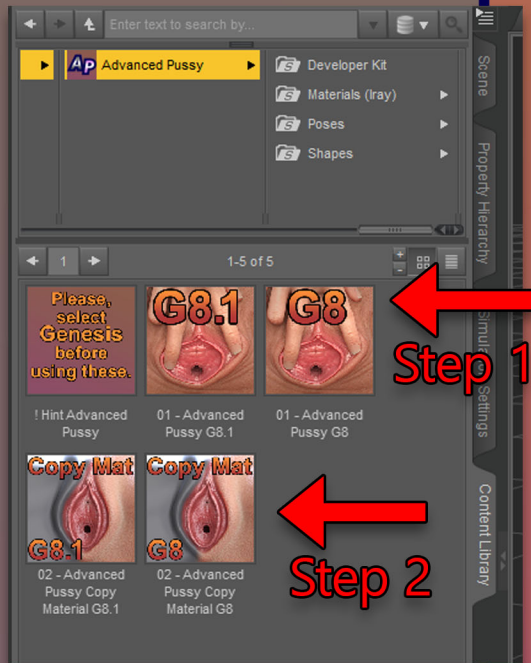 Enter text to search by...
AP Advanced Pussy
Developer Kit
Materials (Iray)
Poses
Shapes
Scene
Property Hierarchy
Simulation Settings
Content Library
1
1-5 of 5
Please,
select
Genesis
before
using these.
G8.1
G8
Step 1
! Hint Advanced
Pussy
01 - Advanced
Pussy G8.1
01 - Advanced
Pussy G8
Copy Mat
G8.1
Copy Mat
G8
Step 2
02 - Advanced
Pussy Copy
Material G8.1
02 - Advanced
Pussy Copy
Material G8